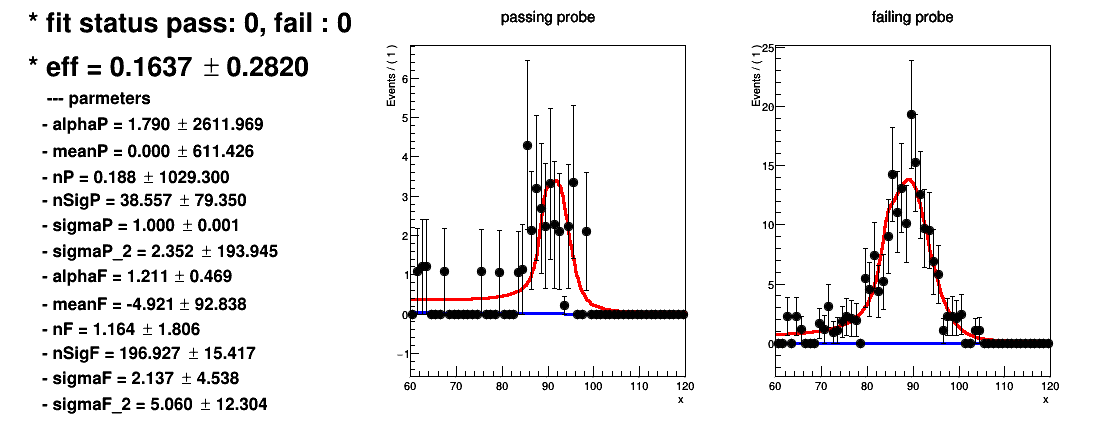 * fit status pass: 0, fail : 0
* eff = 0.1637 ± 0.2820
--- parmeters
- alphaP = 1.790 ± 2611.969
- meanP = 0.000 ± 611.426
- nP = 0.188 ± 1029.300
- nSigP = 38.557 ± 79.350
- sigmaP = 1.000 ± 0.001
- sigmaP_2 = 2.352 ± 193.945
- alphaF = 1.211 ± 0.469
- meanF = -4.921 ± 92.838
- nF = 1.164 ± 1.806
- nSigF = 196.927 ± 15.417
- sigmaF = 2.137 ± 4.538
- sigmaF_2 = 5.060 ± 12.304
passing probe
Events / ( 1 )
6
5
4
3
2
1
0
−1
60 70 80 90 100 110 120
x
failing probe
Events / ( 1 )
25
20
15
10
5
0
60 70 80 90 100 110 120
x